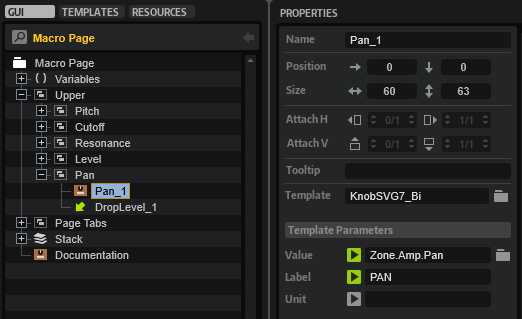 GUI TEMPLATES RESOURCES
Macro Page
Macro Page
Variables
Upper
Pitch
Cutoff
Resonance
Level
Pan
Pan_1
DropLevel_1
Page Tabs
Stack
Documentation
PROPERTIES
Name Pan_1
Position 0 0
Size 60 63
Attach H 0/1 1/1
Attach V 0/1 1/1
Tooltip
Template KnobSVG7_Bi
Template Parameters
Value Zone.Amp.Pan
Label PAN
Unit